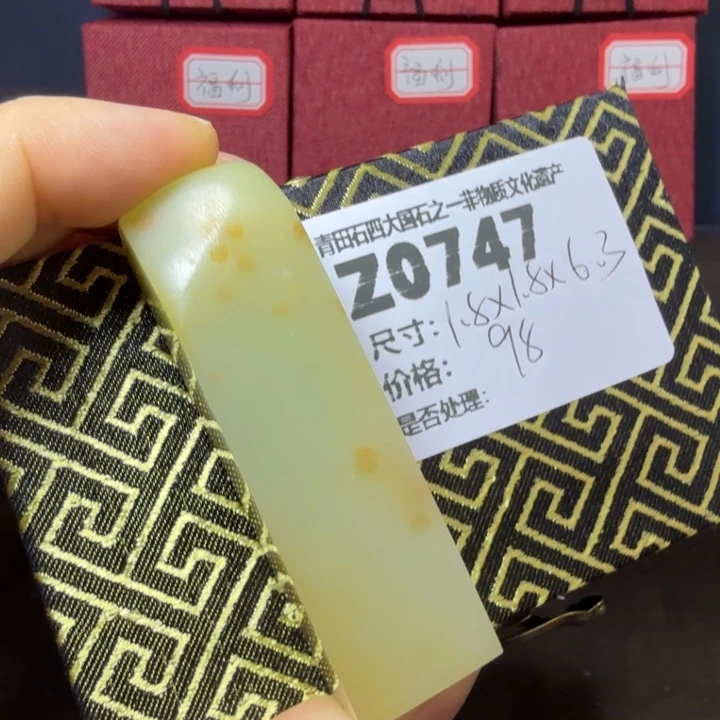 福利
福利
福利
青田石四大国石之一非物质文化遗产
Z0747
尺寸:1.8x1.8x6.3
价格:98
是否处理: